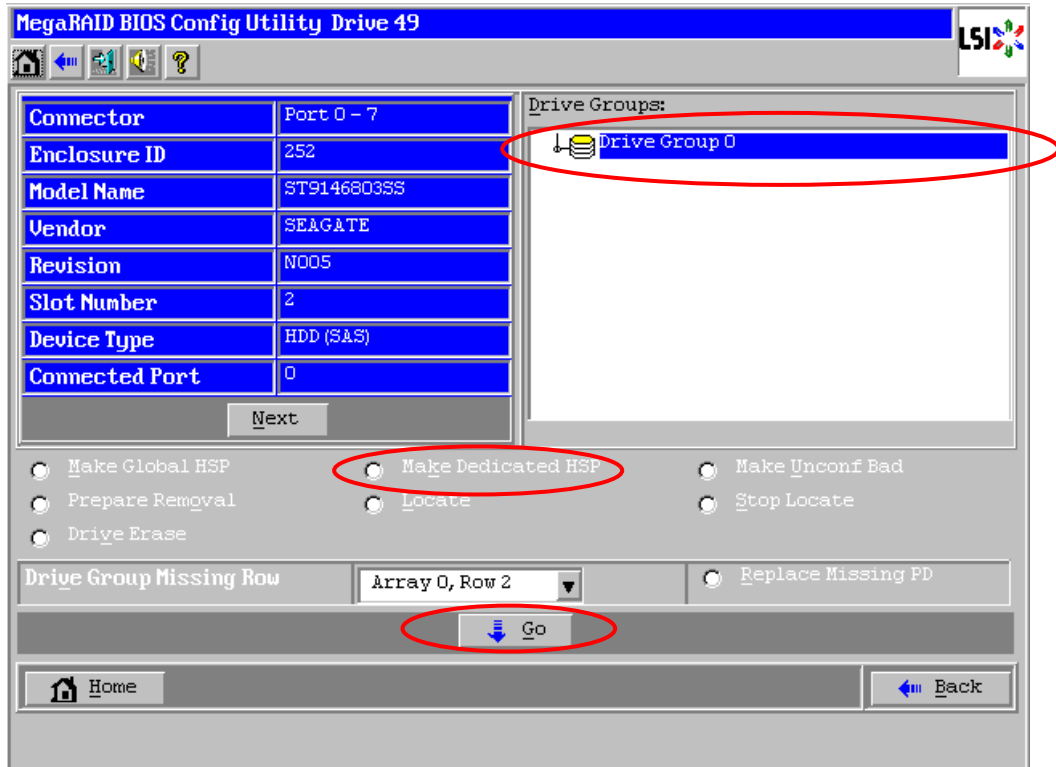 MegaRAID BIOS Config Utility Drive 49
LSI
Connector Port 0 - 7
Enclosure ID 252
Model Name ST9146803SS
Vendor SEAGATE
Revision N005
Slot Number 2
Device Type HDD (SAS)
Connected Port 0
Next
Drive Groups:
Drive Group 0
Make Global HSP Make Dedicated HSP Make Unconf Bad
Prepare Removal Locate Stop Locate
Drive Erase
Drive Group Missing Row Array 0, Row 2 Replace Missing PD
Go
Home Back